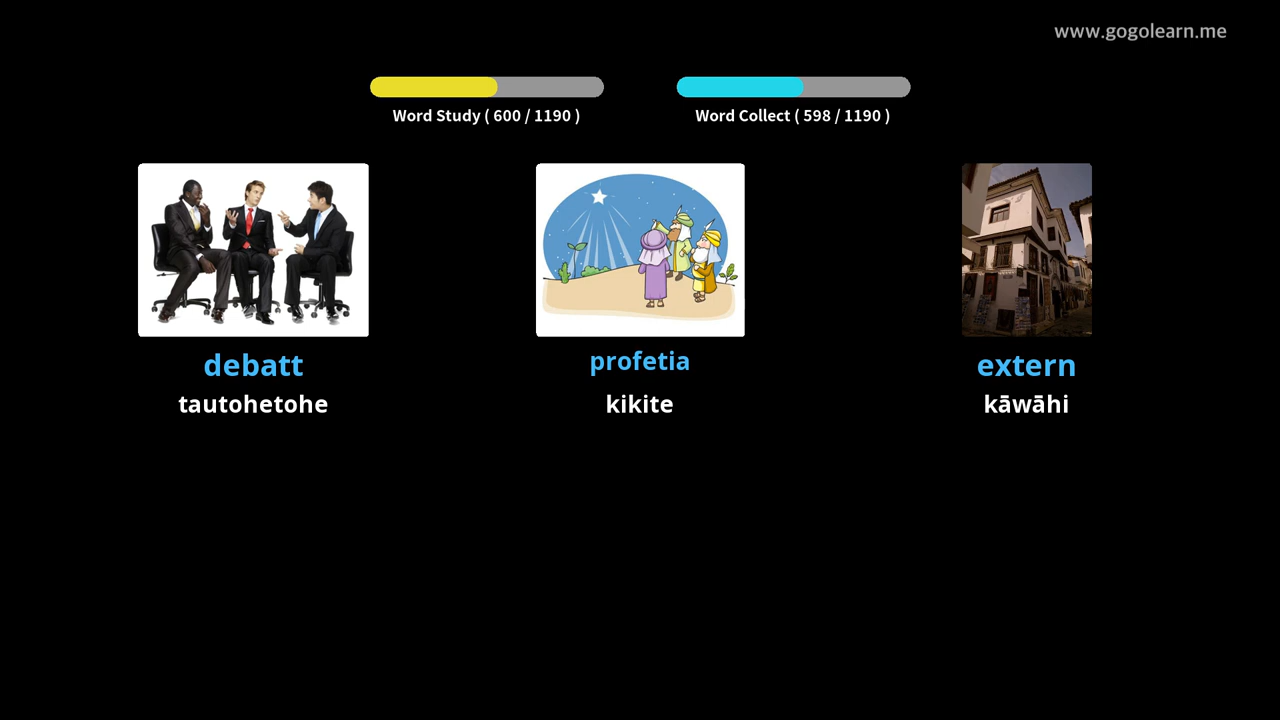 www.gogolearn.me
Word Study ( 600 / 1190 )
Word Collect ( 598 / 1190 )
debatt
profetia
extern
tautohetohe
kikite
kāwāhi